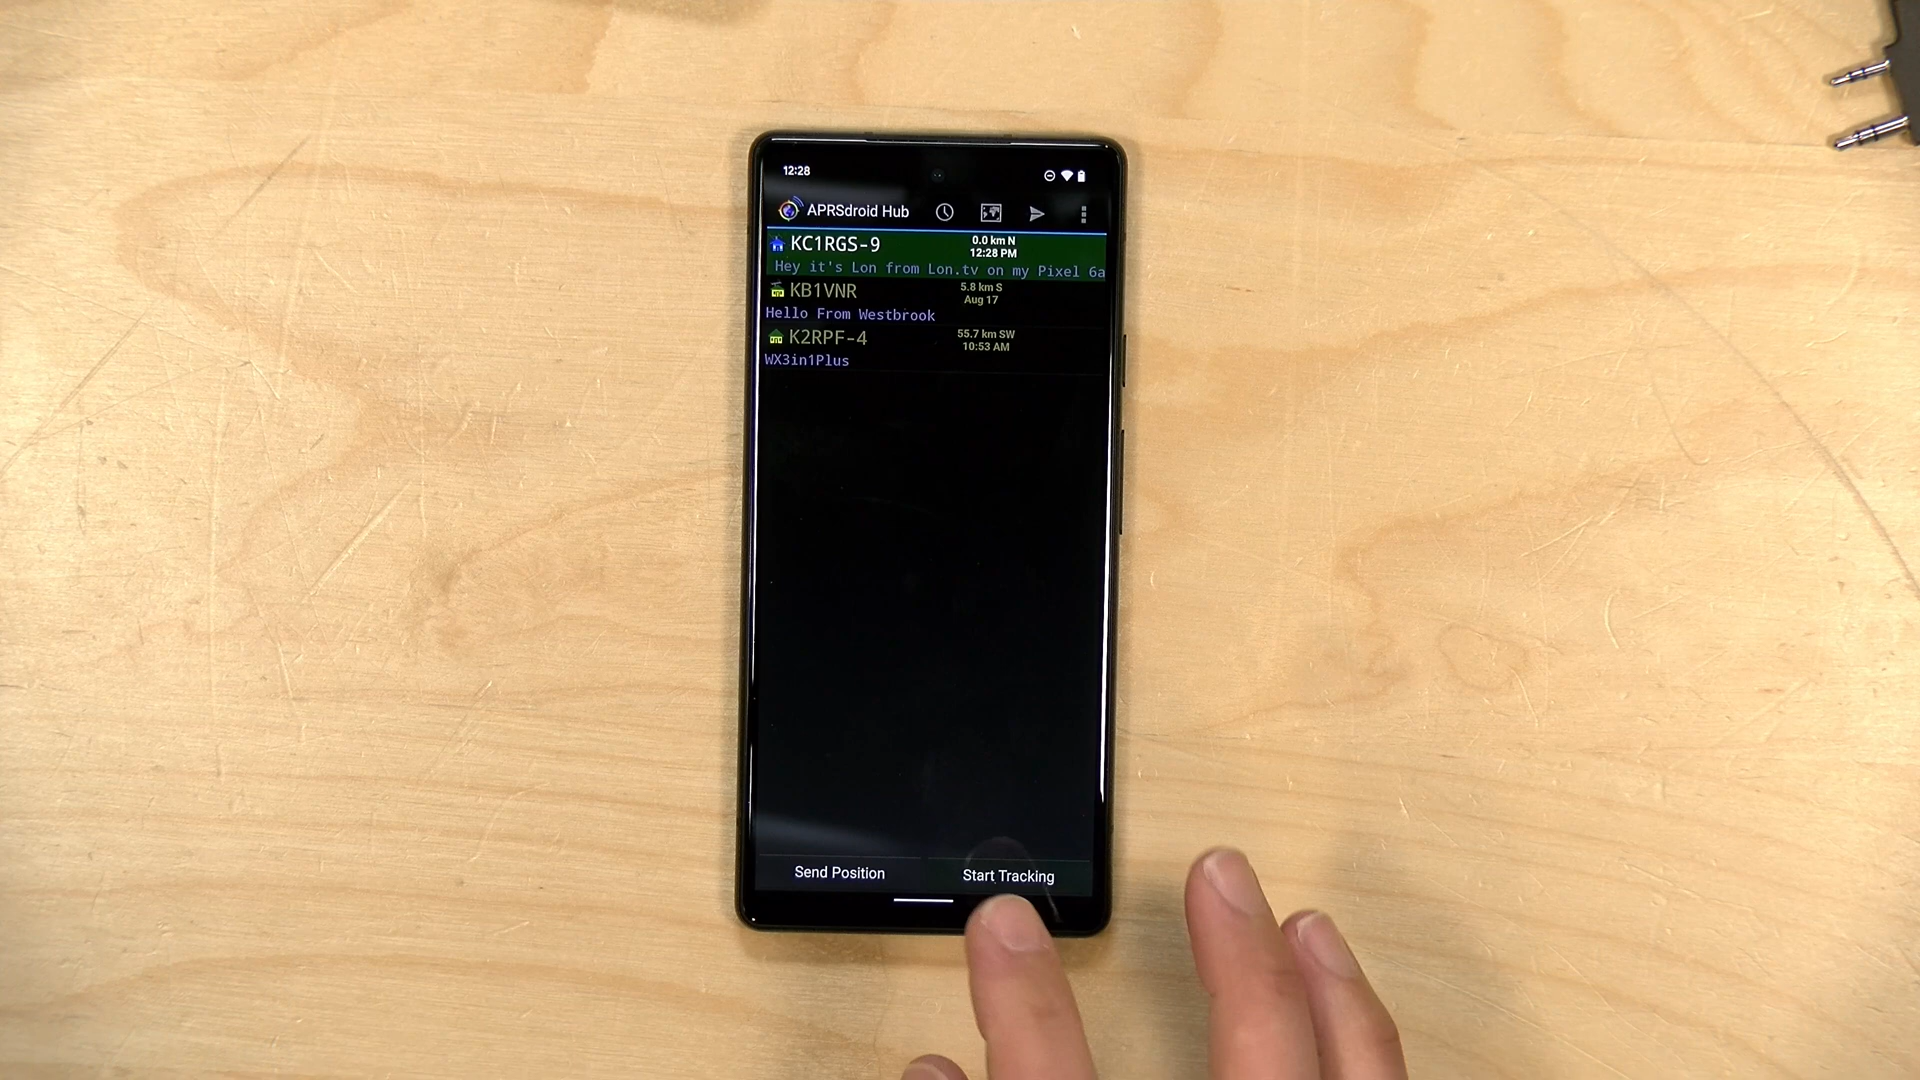 12:28
APRSdroid Hub
KC1RGS-9
0.0 km N
12:28 PM
Hey it's Lon from Lon.tv on my Pixel 6a
KB1VNR
5.8 km S
Aug 17
Hello From Westbrook
K2RPF-4
55.7 km SW
10:53 AM
WX3in1Plus
Send Position
Start Tracking